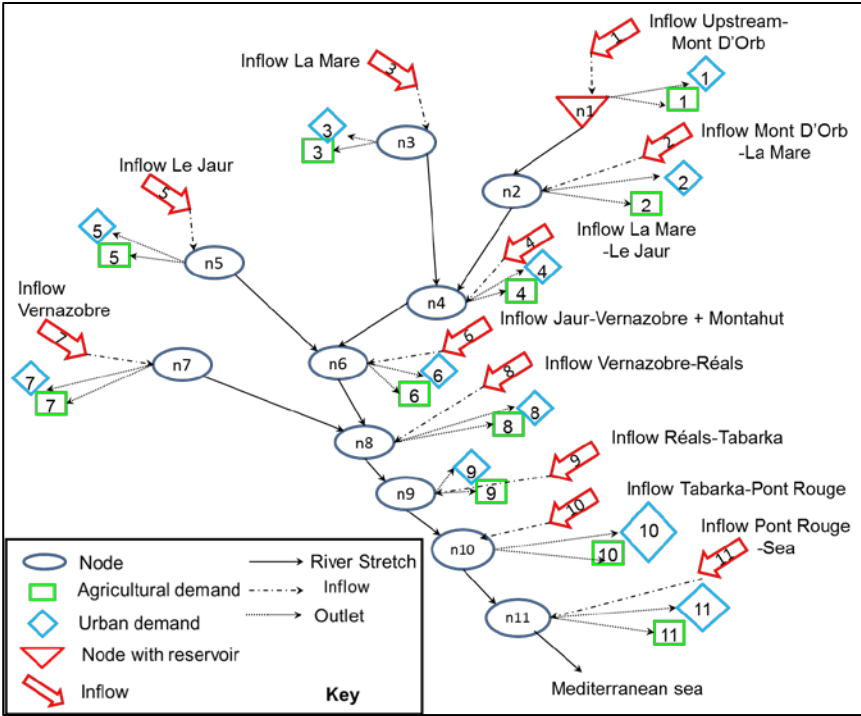 Inflow Upstream-
Mont D'Orb
1
Inflow La Mare
3
1
n1
1
3
3
n3
Inflow Mont D'Orb
-La Mare
2
Inflow Le Jaur
5
n2
2
2
Inflow La Mare
-Le Jaur
5
5
n5
4
4
4
n4
Inflow
Vernazobre
7
Inflow Jaur-Vernazobre + Montahut
6
n7
n6
6
6
Inflow Vernazobre-Réals
8
7
7
8
8
n8
Inflow Réals-Tabarka
9
9
9
n9
Inflow Tabarka-Pont Rouge
10
10
10
n10
Inflow Pont Rouge
-Sea
11
11
11
n11
Mediterranean sea
Node
River Stretch
Agricultural demand
Inflow
Urban demand
Outlet
Node with reservoir
Inflow
Key